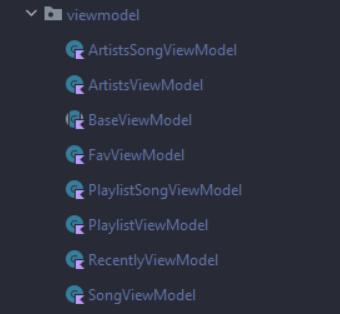 viewmodel
ArtistsSongViewModel
ArtistsViewModel
BaseViewModel
FavViewModel
PlaylistSongViewModel
PlaylistViewModel
RecentlyViewModel
SongViewModel